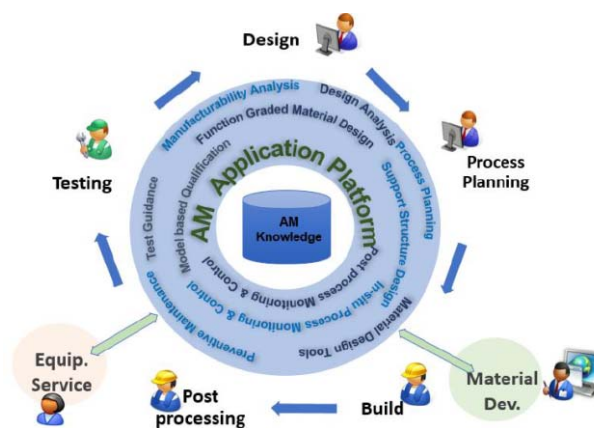 Design
Manufacturability Analysis
Design Analysis
Function Graded Material Design
Process Planning
AM Application Platform
Model based Qualification
Test Guidance
Support Structure Design
Testing
Process
Planning
AM
Knowledge
Post process Monitoring & Control
In-situ Process Monitoring & Control
Preventive Maintenance
Material Design Tools
Equip.
Service
Post
processing
Build
Material
Dev.